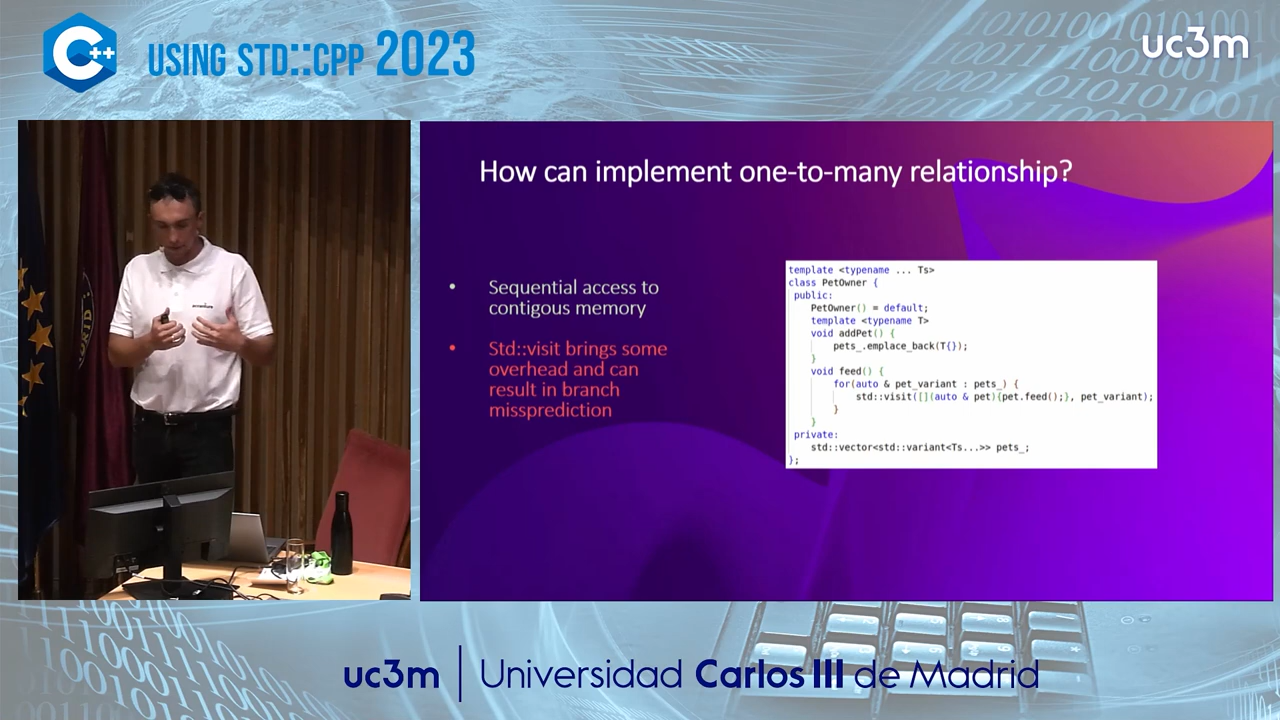 C++ USING STD::CPP 2023
uc3m
How can implement one-to-many relationship?
• Sequential access to
contigous memory
• Std::visit brings some
overhead and can
result in branch
missprediction
template <typename ... Ts>
class PetOwner {
public:
PetOwner() = default;
template <typename T>
void addPet() {
pets_.emplace_back(T{});
}
void feed() {
for(auto & pet_variant : pets_) {
std::visit([](auto & pet){pet.feed();}, pet_variant);
}
}
private:
std::vector<std::variant<Ts...>> pets_;
};
uc3m | Universidad Carlos III de Madrid